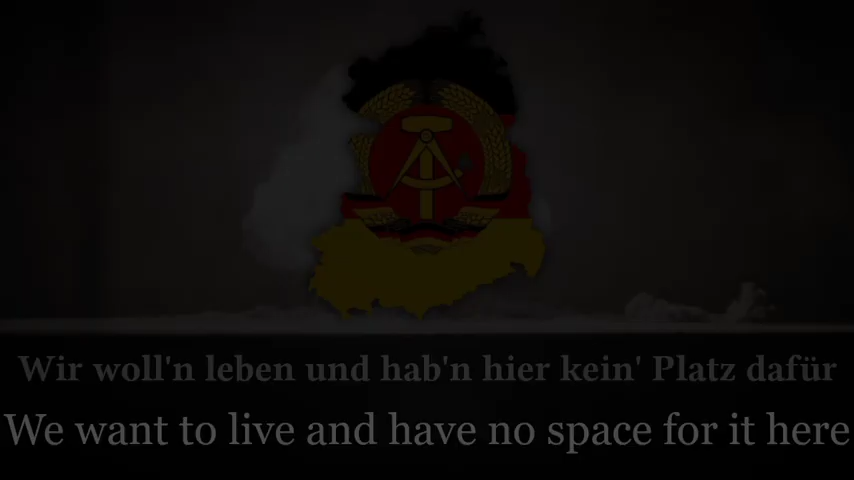 Wir woll'n leben und hab'n hier kein' Platz dafür
We want to live and have no space for it here